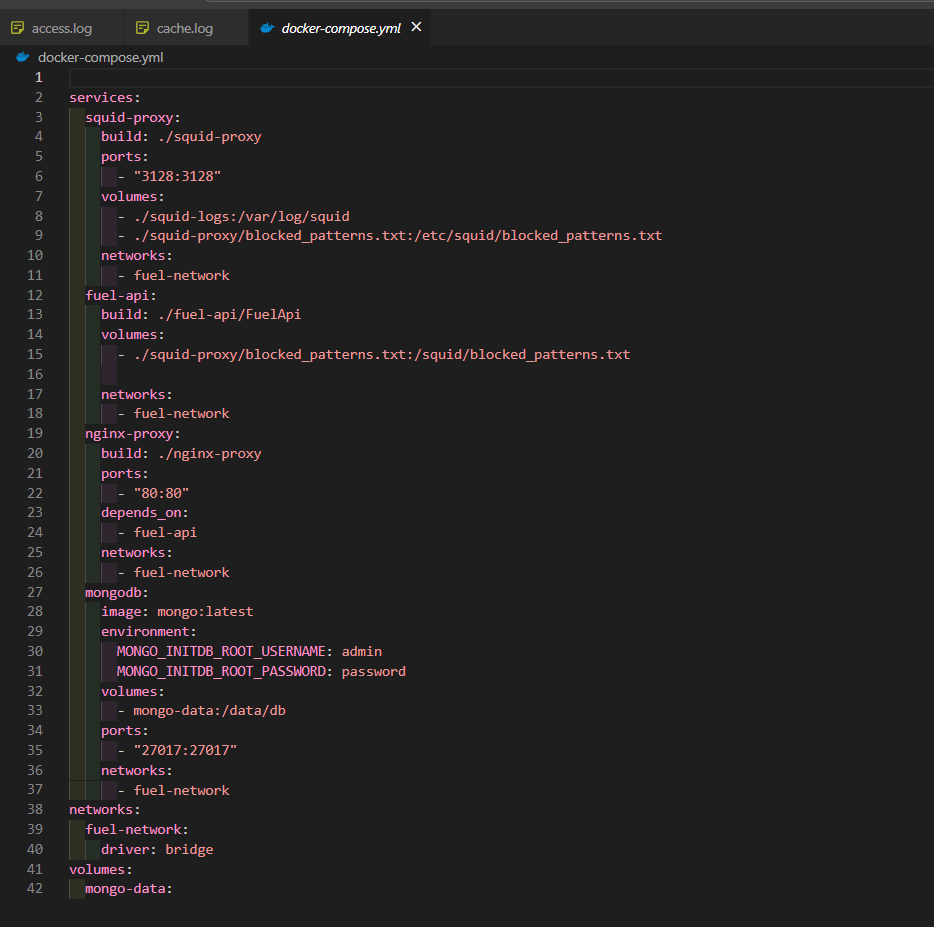 access.log cache.log docker-compose.yml
docker-compose.yml
1
2 services:
3 squid-proxy:
4 build: ./squid-proxy
5 ports:
6 - "3128:3128"
7 volumes:
8 - ./squid-logs:/var/log/squid
9 - ./squid-proxy/blocked_patterns.txt:/etc/squid/blocked_patterns.txt
10 networks:
11 - fuel-network
12 fuel-api:
13 build: ./fuel-api/FuelApi
14 volumes:
15 - ./squid-proxy/blocked_patterns.txt:/squid/blocked_patterns.txt
16
17 networks:
18 - fuel-network
19 nginx-proxy:
20 build: ./nginx-proxy
21 ports:
22 - "80:80"
23 depends_on:
24 - fuel-api
25 networks:
26 - fuel-network
27 mongodb:
28 image: mongo:latest
29 environment:
30 MONGO_INITDB_ROOT_USERNAME: admin
31 MONGO_INITDB_ROOT_PASSWORD: password
32 volumes:
33 - mongo-data:/data/db
34 ports:
35 - "27017:27017"
36 networks:
37 - fuel-network
38 networks:
39 fuel-network:
40 driver: bridge
41 volumes:
42 mongo-data: